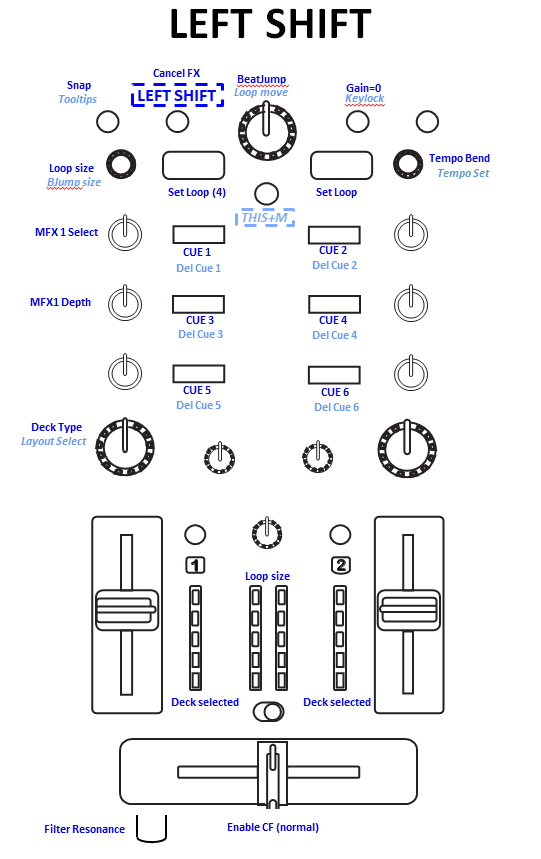 LEFT SHIFT
Cancel FX
Snap
Tooltips
LEFT SHIFT
BeatJump
Loop move
Gain=0
Keylock
Loop size
BJump size
Set Loop (4)
Set Loop
Tempo Bend
Tempo Set
THIS+M
MFX 1 Select
CUE 1
Del Cue 1
CUE 2
Del Cue 2
MFX1 Depth
CUE 3
Del Cue 3
CUE 4
Del Cue 4
CUE 5
Del Cue 5
CUE 6
Del Cue 6
Deck Type
Layout Select
1
2
Loop size
Deck selected
Deck selected
Filter Resonance
Enable CF (normal)